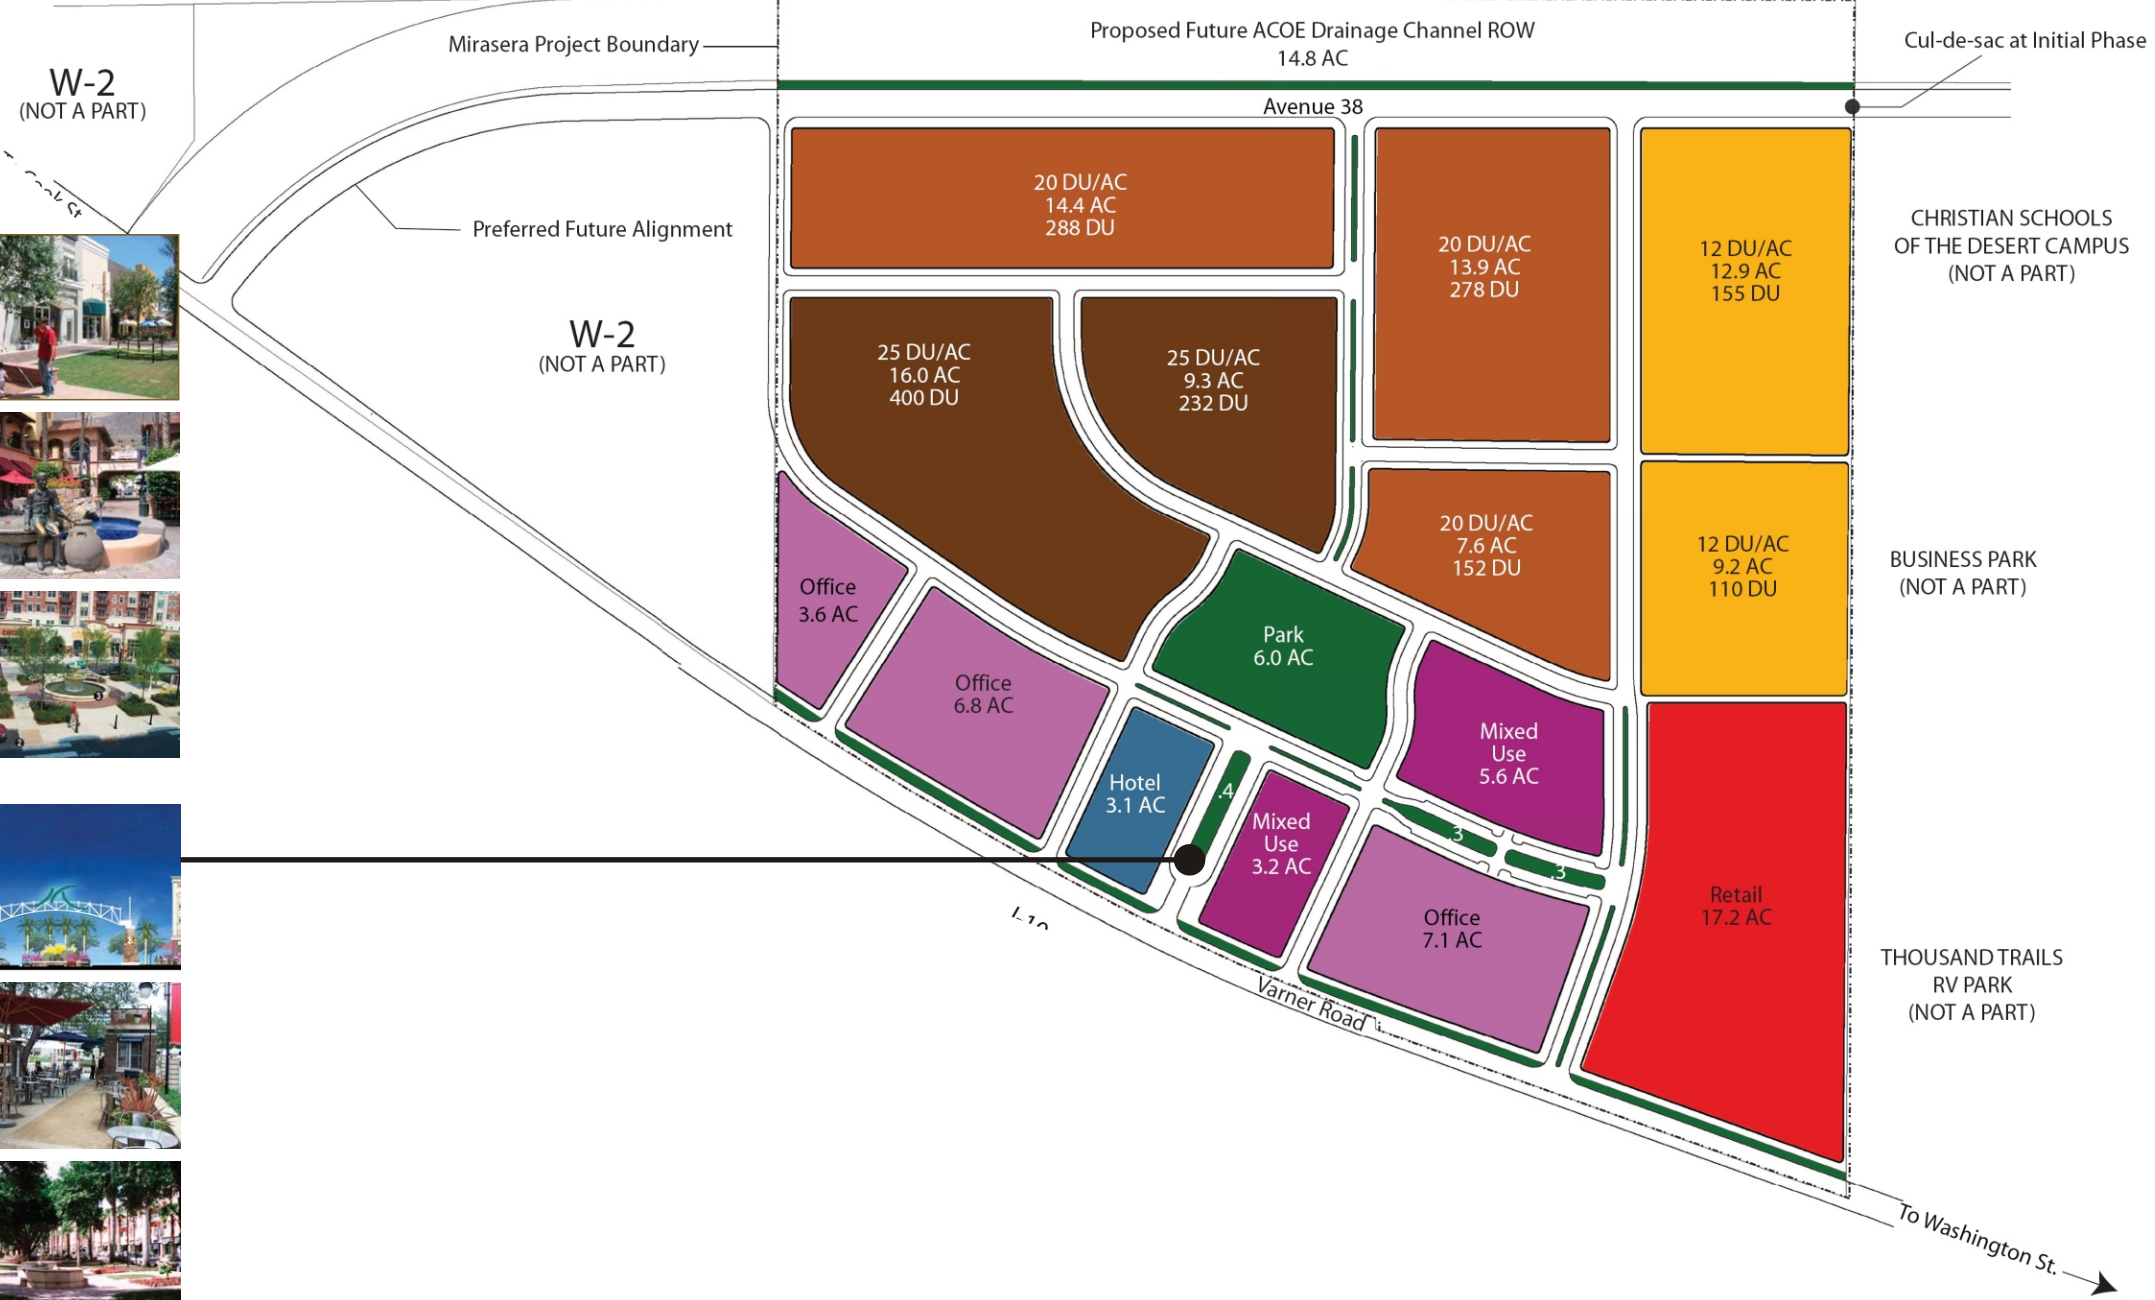 Mirasera Project Boundary
Proposed Future ACOE Drainage Channel ROW
14.8 AC
Cul-de-sac at Initial Phase
W-2
(NOT A PART)
Avenue 38
Preferred Future Alignment
20 DU/AC
14.4 AC
288 DU
20 DU/AC
13.9 AC
278 DU
12 DU/AC
12.9 AC
155 DU
CHRISTIAN SCHOOLS
OF THE DESERT CAMPUS
(NOT A PART)
W-2
(NOT A PART)
25 DU/AC
16.0 AC
400 DU
25 DU/AC
9.3 AC
232 DU
20 DU/AC
7.6 AC
152 DU
12 DU/AC
9.2 AC
110 DU
BUSINESS PARK
(NOT A PART)
Office
3.6 AC
Office
6.8 AC
Park
6.0 AC
Mixed
Use
5.6 AC
Hotel
3.1 AC
.4
Mixed
Use
3.2 AC
.3
.3
Office
7.1 AC
Retail
17.2 AC
THOUSAND TRAILS
RV PARK
(NOT A PART)
Varner Road
To Washington St.